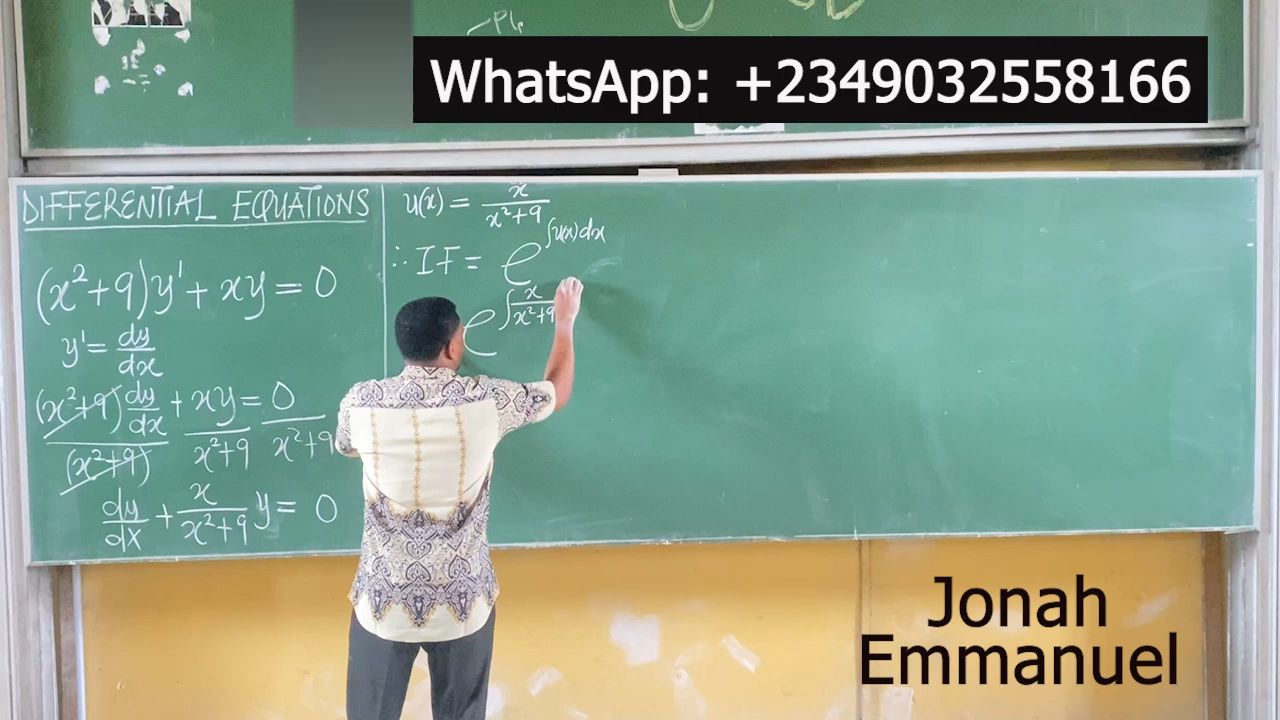 WhatsApp: +2349032558166
DIFFERENTIAL EQUATIONS
(x²+9)y' + xy = 0
y' = dy/dx
(x²+9)dy/dx/(x²+9) + xy/x²+9 = 0/x²+9
dy/dx + x/x²+9 y = 0
u(x) = x/x²+9
∴ IF = e^∫u(x)dx
e^∫x/x²+9
Jonah
Emmanuel